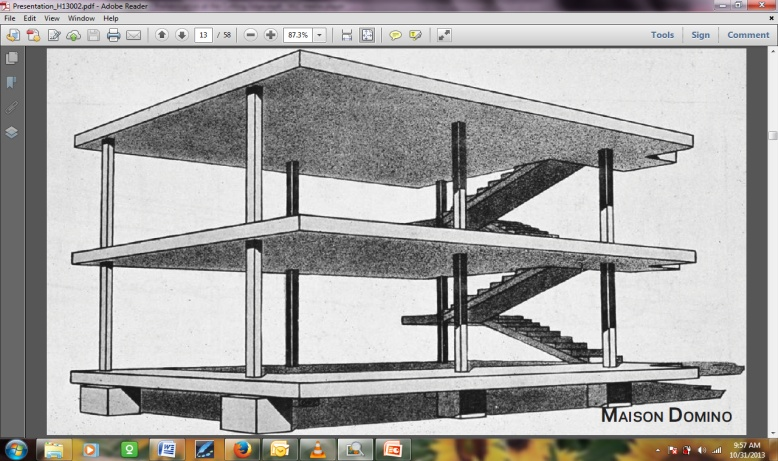 Presentation_H13002.pdf - Adobe Reader
File Edit View Window Help
13 / 58 87.3% Tools Sign Comment
MAISON DOMINO
9:57 AM
10/31/2013